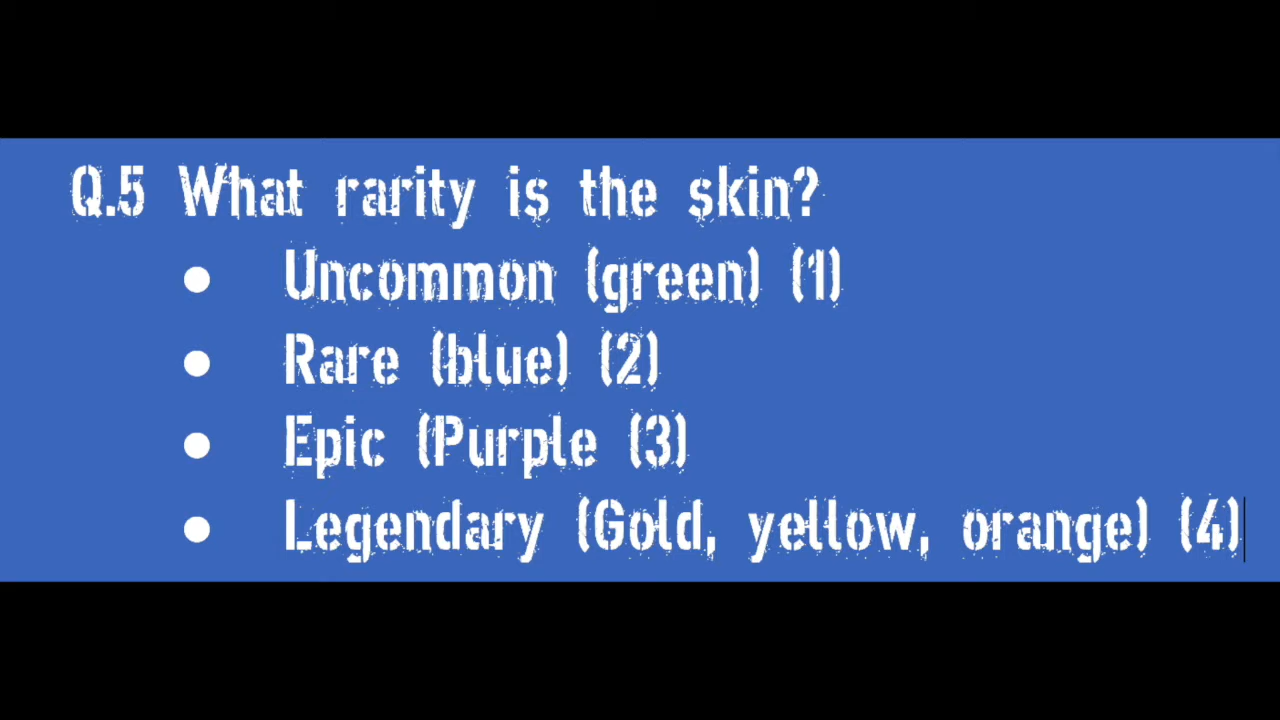 Q.5 What rarity is the skin?
● Uncommon (green) (1)
● Rare (blue) (2)
● Epic (Purple (3)
● Legendary (Gold, yellow, orange) (4)